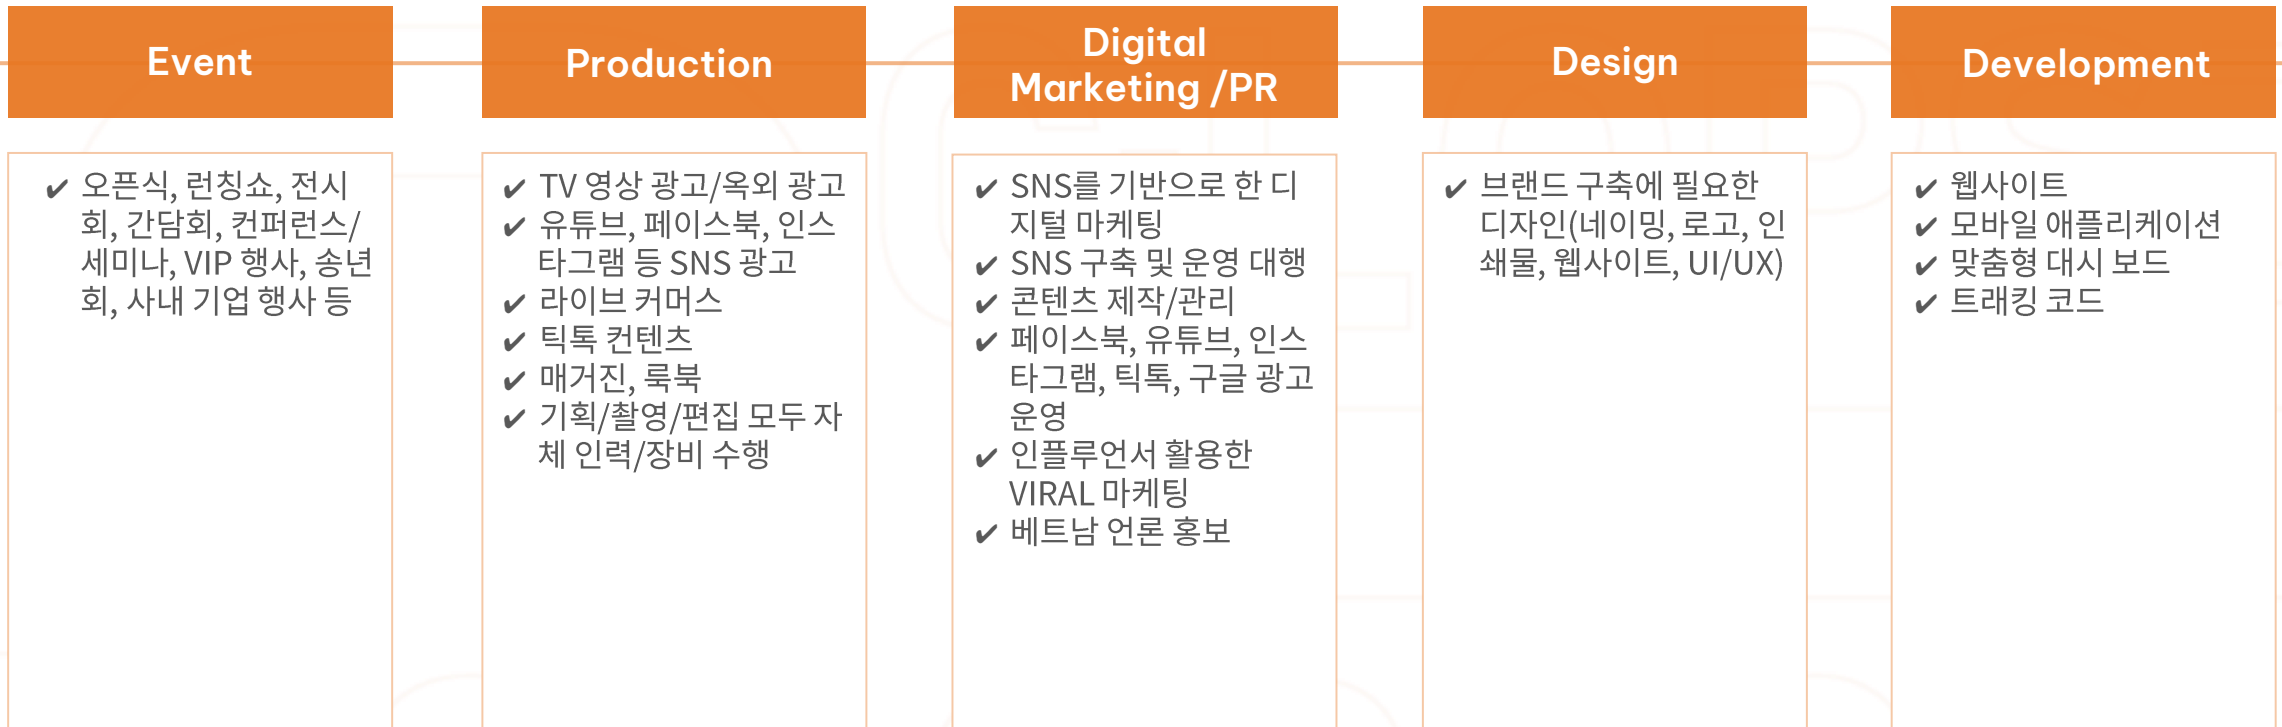 Event
✔ 오픈식, 런칭쇼, 전시
회, 간담회, 컨퍼런스/
세미나, VIP 행사, 송년
회, 사내 기업 행사 등
Production
✔ TV 영상 광고/옥외 광고
✔ 유튜브, 페이스북, 인스
타그램 등 SNS 광고
✔ 라이브 커머스
✔ 틱톡 컨텐츠
✔ 매거진, 룩북
✔ 기획/촬영/편집 모두 자
체 인력/장비 수행
Digital
Marketing /PR
✔ SNS를 기반으로 한 디
지털 마케팅
✔ SNS 구축 및 운영 대행
✔ 콘텐츠 제작/관리
✔ 페이스북, 유튜브, 인스
타그램, 틱톡, 구글 광고
운영
✔ 인플루언서 활용한
VIRAL 마케팅
✔ 베트남 언론 홍보
Design
✔ 브랜드 구축에 필요한
디자인(네이밍, 로고, 인
쇄물, 웹사이트, UI/UX)
Development
✔ 웹사이트
✔ 모바일 애플리케이션
✔ 맞춤형 대시 보드
✔ 트래킹 코드